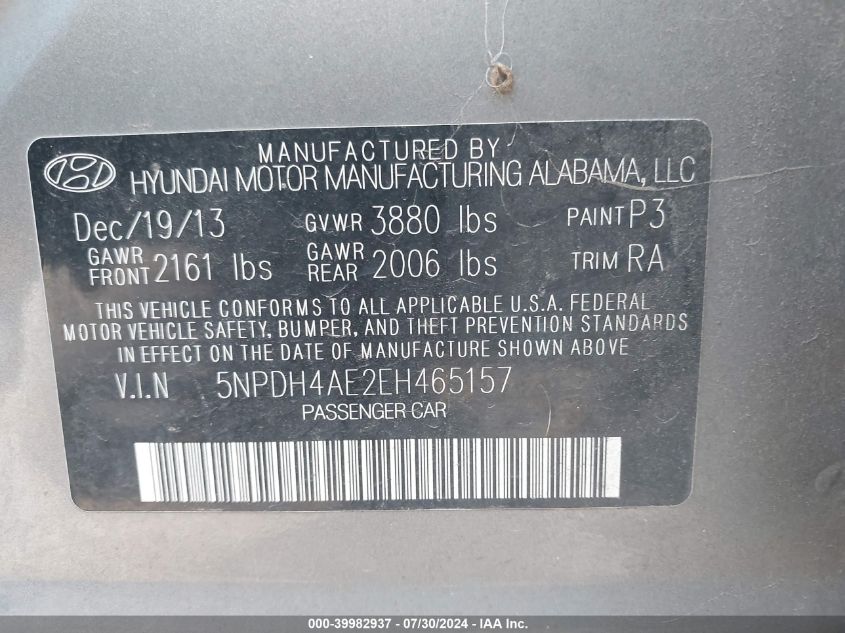 MANUFACTURED BY
HYUNDAI MOTOR MANUFACTURING ALABAMA, LLC
Dec/19/13 GVWR 3880 lbs PAINT P3
GAWR FRONT 2161 lbs GAWR REAR 2006 lbs TRIM RA
THIS VEHICLE CONFORMS TO ALL APPLICABLE U.S.A. FEDERAL
MOTOR VEHICLE SAFETY, BUMPER, AND THEFT PREVENTION STANDARDS
IN EFFECT ON THE DATE OF MANUFACTURE SHOWN ABOVE
V.I.N 5NPDH4AE2EH465157
PASSENGER CAR
000-39982937 - 07/30/2024 - IAA Inc.